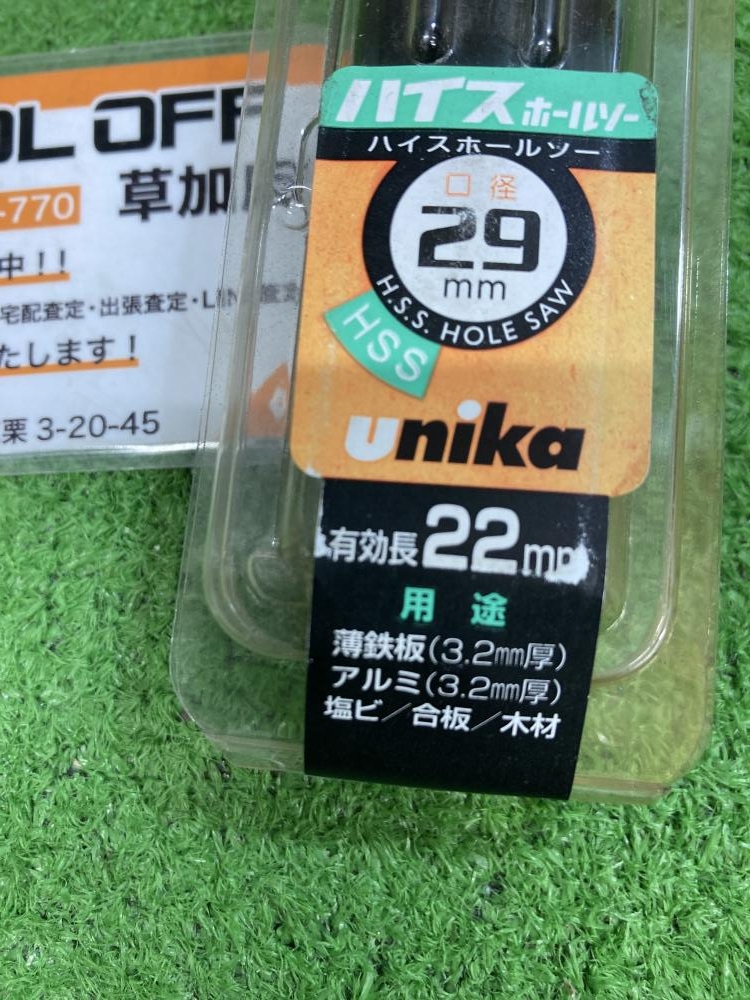 OL OFF
-770
草加
中!!
宅配査定・出張査定・LIN
たします!
栗 3-20-45
ハイス ホールソー
ハイスホールソー
口径
29
mm
H.S.S. HOLE SAW
HSS
unika
有効長22mm
用 途
薄鉄板(3.2mm厚)
アルミ(3.2mm厚)
塩ビ/合板/木材